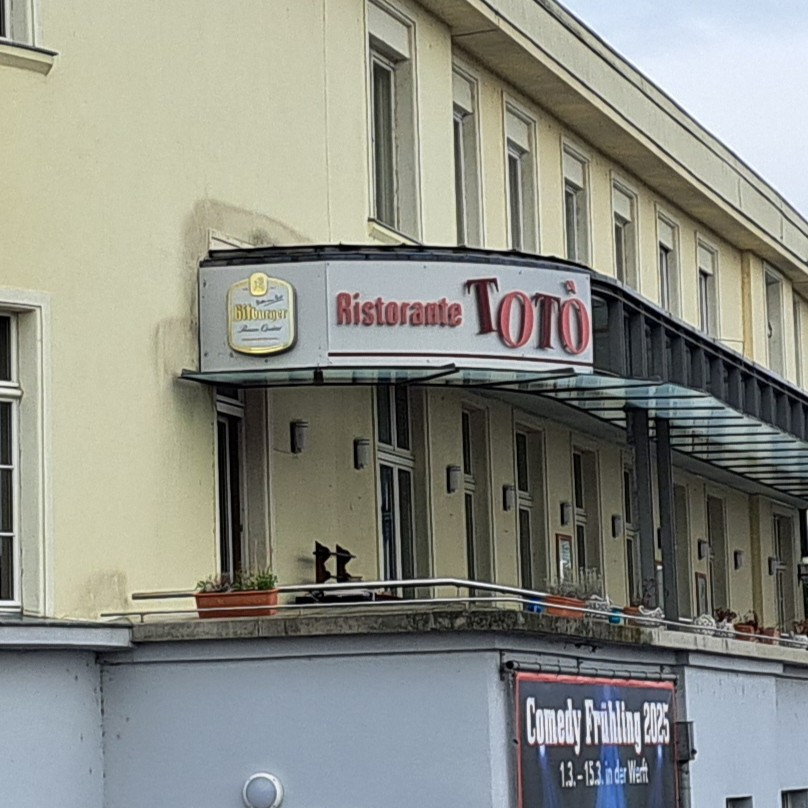 Bitburger
Ristorante TOTÒ
Comedy Frühling 2025
1.3. – 15.3. in der Werft